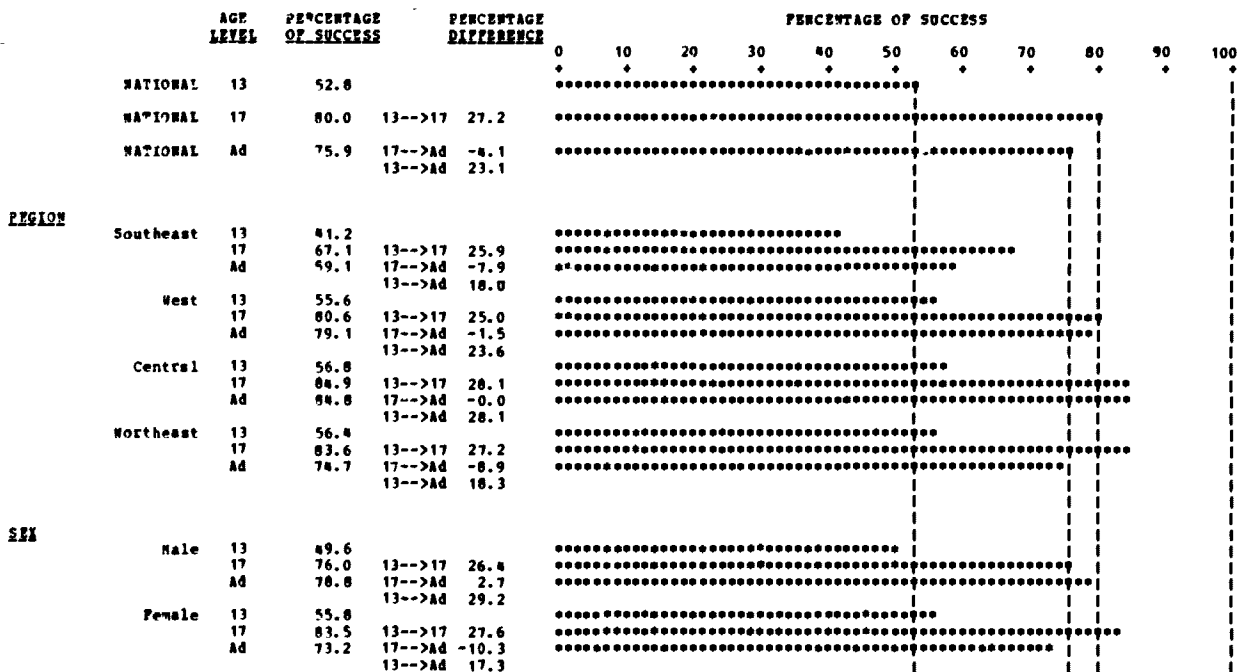 AGE PERCENTAGE PERCENTAGE PERCENTAGE OF SUCCESS
LEVEL OF SUCCESS DIFFERENCE
0 10 20 30 40 50 60 70 80 90 100
NATIONAL 13 52.8
NATIONAL 17 80.0 13-->17 27.2
NATIONAL Ad 75.9 17-->Ad -4.1
13-->Ad 23.1
REGION
Southeast 13 41.2
17 67.1 13-->17 25.9
Ad 59.1 17-->Ad -7.9
13-->Ad 18.0
West 13 55.6
17 80.6 13-->17 25.0
Ad 79.1 17-->Ad -1.5
13-->Ad 23.6
Central 13 56.8
17 84.9 13-->17 28.1
Ad 84.8 17-->Ad -0.0
13-->Ad 28.1
Northeast 13 56.4
17 83.6 13-->17 27.2
Ad 74.7 17-->Ad -8.9
13-->Ad 18.3
SEX
Male 13 49.6
17 76.0 13-->17 26.4
Ad 78.8 17-->Ad 2.7
13-->Ad 29.2
Female 13 55.8
17 83.5 13-->17 27.6
Ad 73.2 17-->Ad -10.3
13-->Ad 17.3